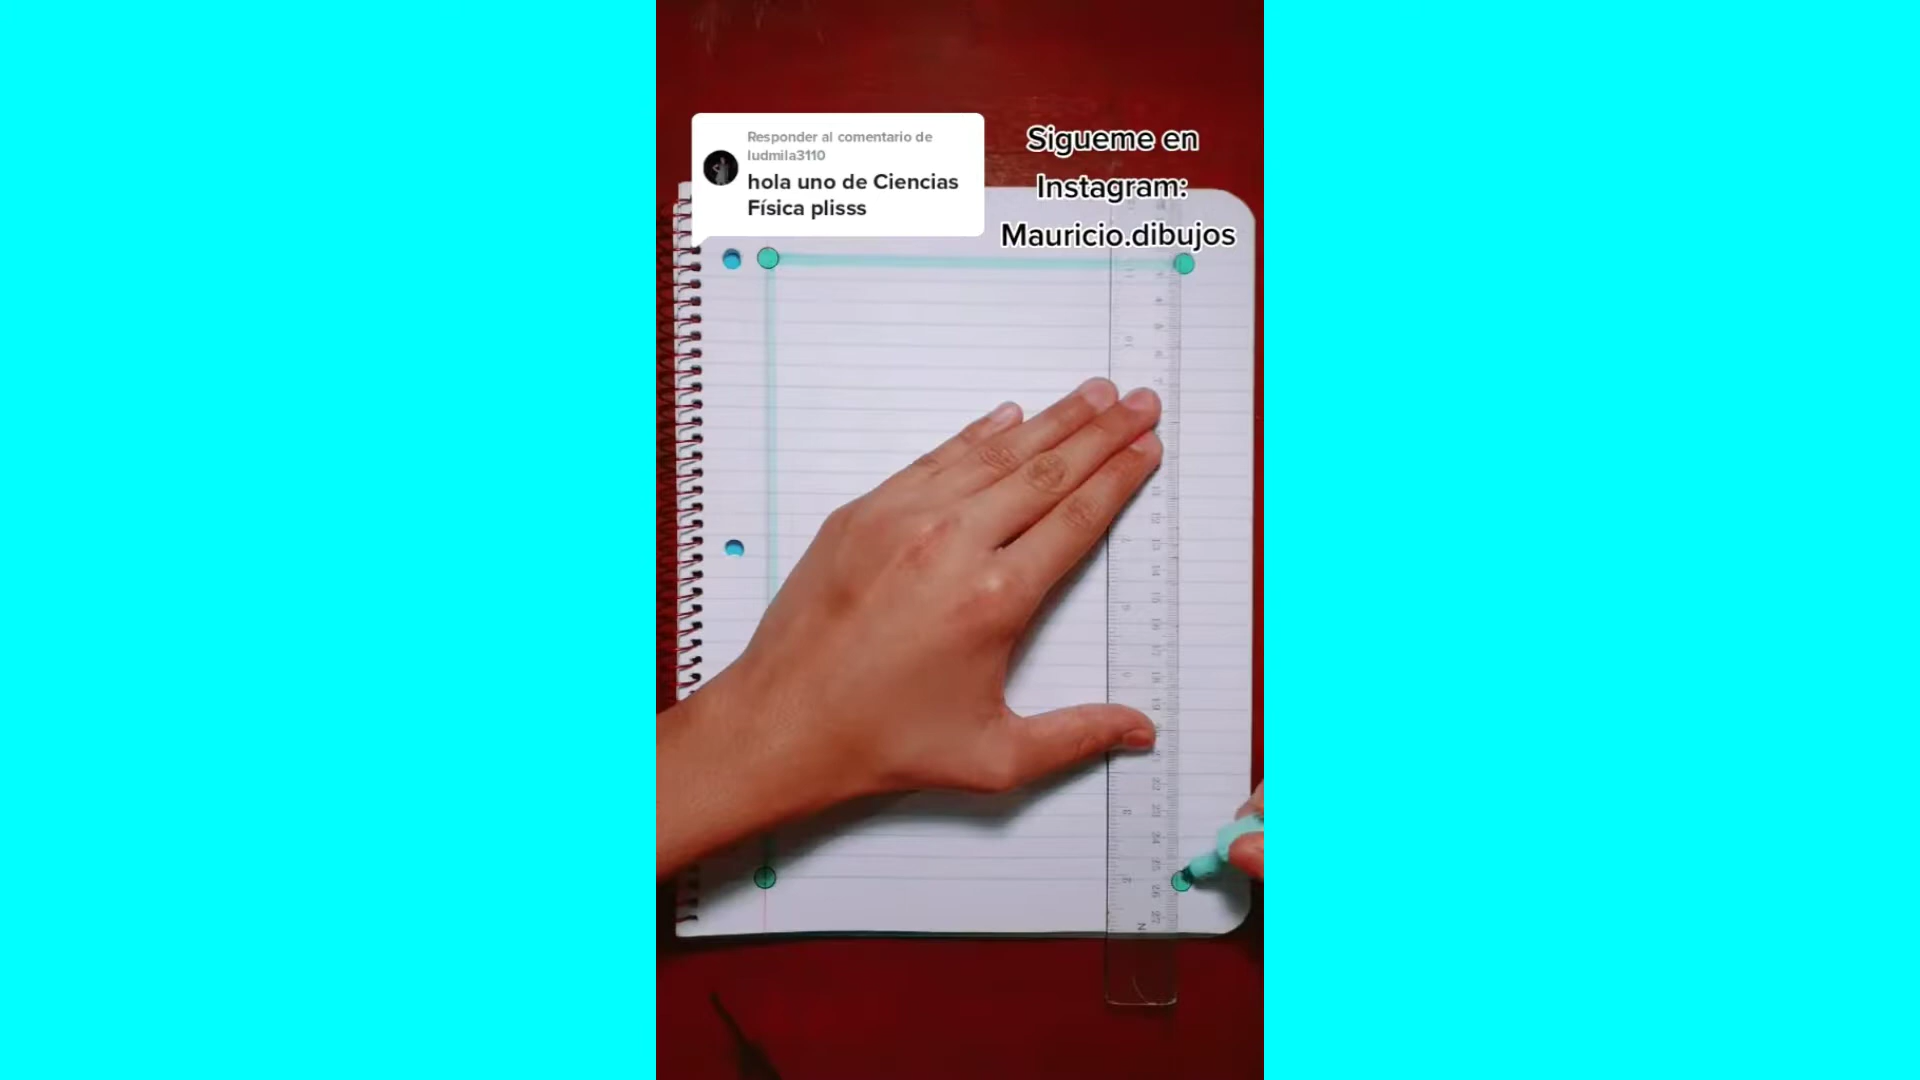 Responder al comentario de
ludmila3110
hola uno de Ciencias
Física plisss
Sigueme en
Instagram:
Mauricio.dibujos